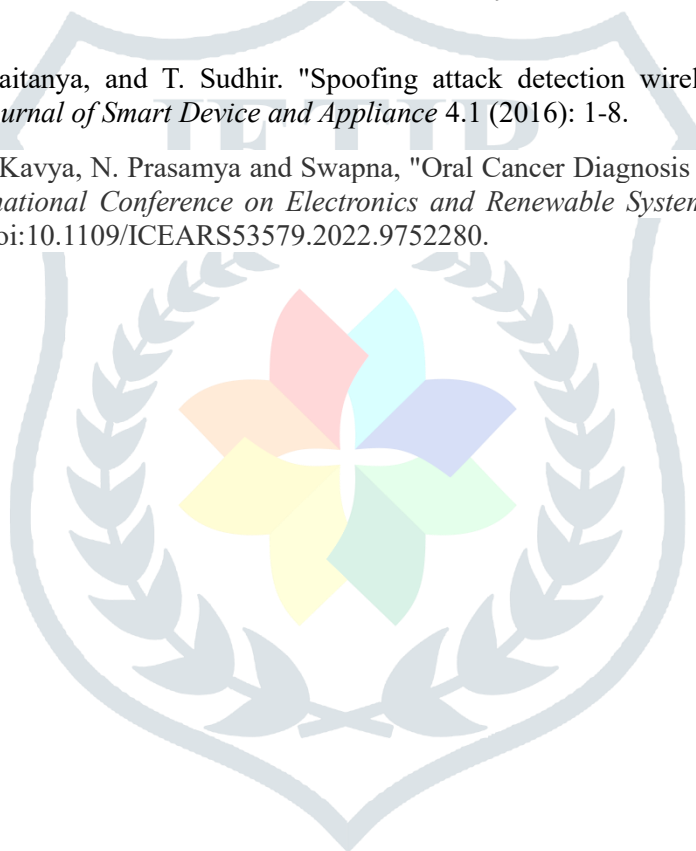 aitanya, and T. Sudhir. "Spoofing attack detection wirel
urnal of Smart Device and Appliance 4.1 (2016): 1-8.
Kavya, N. Prasamya and Swapna, "Oral Cancer Diagnosis
national Conference on Electronics and Renewable System
oi:10.1109/ICEARS53579.2022.9752280.